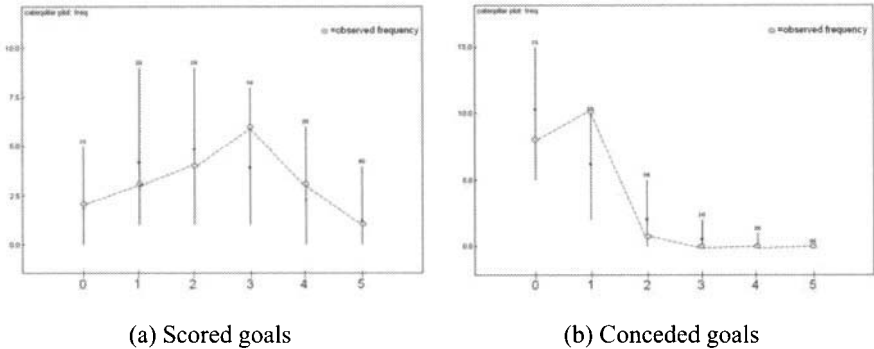 caterpillar plot: freq
=observed frequency
10.0
7.5
5.0
2.5
0.0
0 1 2 3 4 5
(a) Scored goals
caterpillar plot: freq
=observed frequency
15.0
10.0
5.0
0.0
0 1 2 3 4 5
(b) Conceded goals